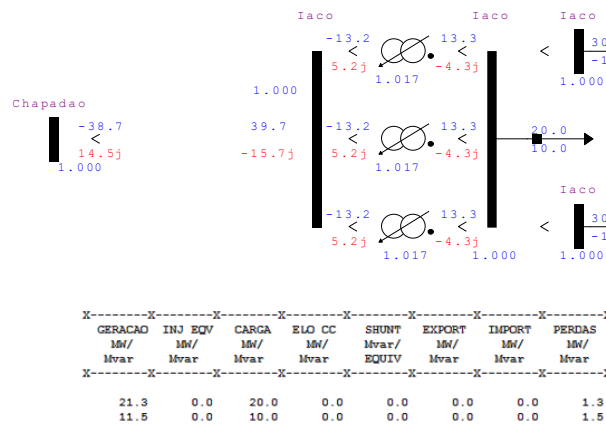 Iaco Iaco Iaco
-13.2 13.3 30
< < <
5.2j -4.3j -1
1.017 1.000
1.000
Chapadao
-38.7 39.7 -13.2 13.3 20.0
< < <
14.5j -15.7j 5.2j -4.3j 10.0
1.000 1.017
Iaco
-13.2 13.3 30
< < <
5.2j -4.3j -1
1.017 1.000 1.000
X--------X--------X--------X--------X--------X--------X--------X--------
GERACAO INJ EQV CARGA ELO CC SHUNT EXPORT IMPORT PERDAS
MW/ MW/ MW/ MW/ Mvar/ MW/ MW/ MW/
Mvar Mvar Mvar Mvar EQUIV Mvar Mvar Mvar
X--------X--------X--------X--------X--------X--------X--------X--------
21.3 0.0 20.0 0.0 0.0 0.0 0.0 1.3
11.5 0.0 10.0 0.0 0.0 0.0 0.0 1.5